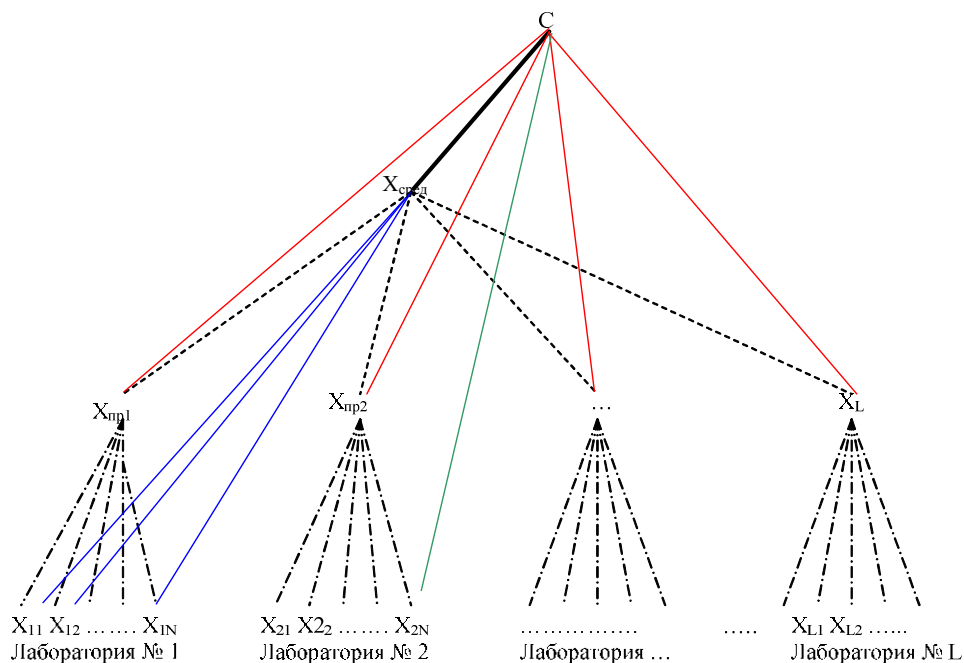 C
Xсред
Xпр1 Xпр2 ... XL
X11 X12 ... .... X1N X21 X22 ... .... X2N .................. ..... XL1 XL2 ......
Лаборатория № 1 Лаборатория № 2 Лаборатория ... Лаборатория № L